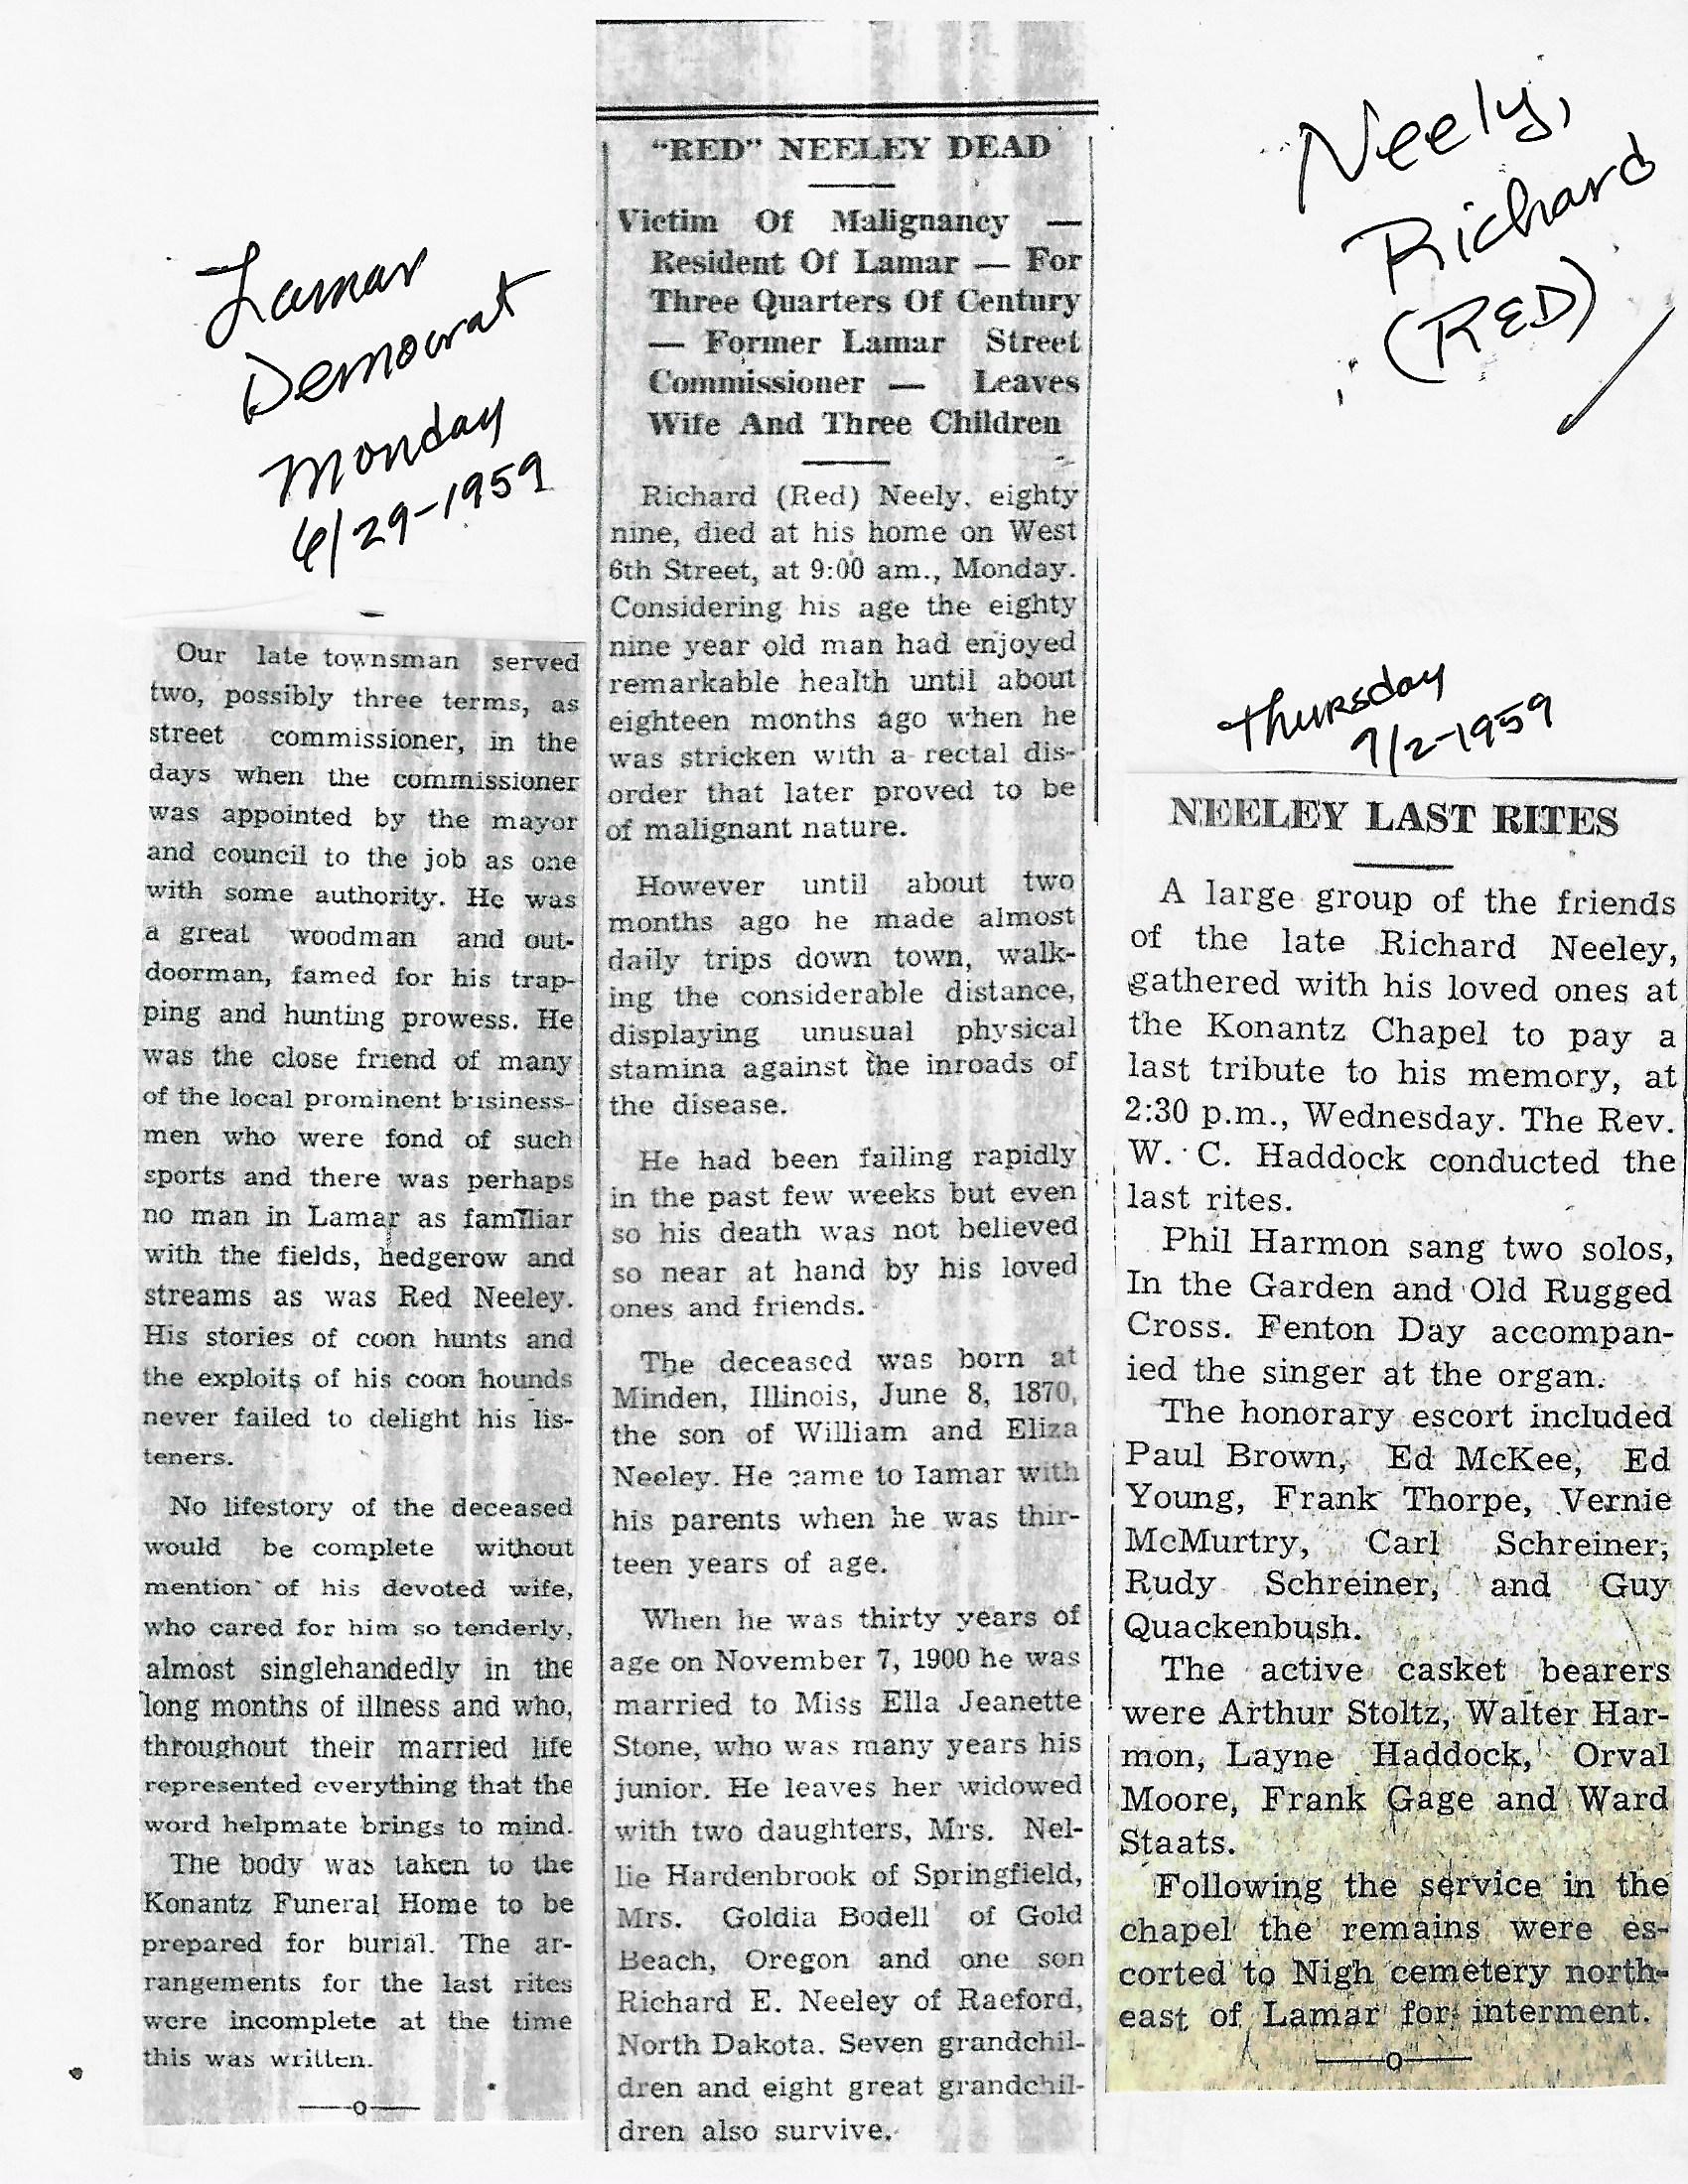 Lamar
Democrat
Monday
6/29-1959
"RED" NEELEY DEAD
Victim Of Malignancy —
Resident Of Lamar — For
Three Quarters Of Century
— Former Lamar Street
Commissioner — Leaves
Wife And Three Children
Richard (Red) Neely, eighty
nine, died at his home on West
6th Street, at 9:00 am., Monday.
Considering his age the eighty
nine year old man had enjoyed
remarkable health until about
eighteen months ago when he
was stricken with a rectal dis-
order that later proved to be
of malignant nature.
However until about two
months ago he made almost
daily trips down town, walk-
ing the considerable distance,
displaying unusual physical
stamina against the inroads of
the disease.
He had been failing rapidly
in the past few weeks but even
so his death was not believed
so near at hand by his loved
ones and friends.
The deceased was born at
Minden, Illinois, June 8, 1870,
the son of William and Eliza
Neeley. He came to Iamar with
his parents when he was thir-
teen years of age.
When he was thirty years of
age on November 7, 1900 he was
married to Miss Ella Jeanette
Stone, who was many years his
junior. He leaves her widowed
with two daughters, Mrs. Nel-
lie Hardenbrook of Springfield,
Mrs. Goldia Bodell of Gold
Beach, Oregon and one son
Richard E. Neeley of Raeford,
North Dakota. Seven grandchil-
dren and eight great grandchil-
dren also survive.
Our late townsman served
two, possibly three terms, as
street commissioner, in the
days when the commissioner
was appointed by the mayor
and council to the job as one
with some authority. He was
a great woodman and out-
doorman, famed for his trap-
ping and hunting prowess. He
was the close friend of many
of the local prominent business-
men who were fond of such
sports and there was perhaps
no man in Lamar as familiar
with the fields, hedgerow and
streams as was Red Neeley.
His stories of coon hunts and
the exploits of his coon hounds
never failed to delight his lis-
teners.
No lifestory of the deceased
would be complete without
mention of his devoted wife,
who cared for him so tenderly,
almost singlehandedly in the
long months of illness and who,
throughout their married life
represented everything that the
word helpmate brings to mind.
The body was taken to the
Konantz Funeral Home to be
prepared for burial. The ar-
rangements for the last rites
were incomplete at the time
this was written.
Neely,
Richard
(RED)
Thursday
7/2-1959
NEELEY LAST RITES
A large group of the friends
of the late Richard Neeley,
gathered with his loved ones at
the Konantz Chapel to pay a
last tribute to his memory, at
2:30 p.m., Wednesday. The Rev.
W. C. Haddock conducted the
last rites.
Phil Harmon sang two solos,
In the Garden and Old Rugged
Cross. Fenton Day accompan-
ied the singer at the organ.
The honorary escort included
Paul Brown, Ed McKee, Ed
Young, Frank Thorpe, Vernie
McMurtry, Carl Schreiner,
Rudy Schreiner, and Guy
Quackenbush.
The active casket bearers
were Arthur Stoltz, Walter Har-
mon, Layne Haddock, Orval
Moore, Frank Gage and Ward
Staats.
Following the service in the
chapel the remains were es-
corted to Nigh cemetery north-
east of Lamar for interment.